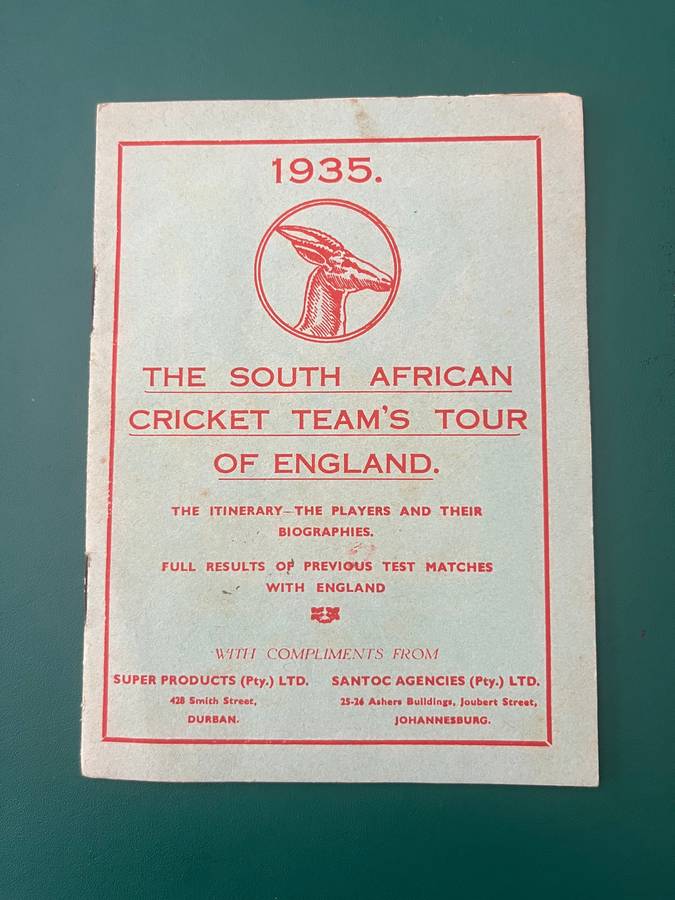 1935.
THE SOUTH AFRICAN
CRICKET TEAM'S TOUR
OF ENGLAND.
THE ITINERARY—THE PLAYERS AND THEIR
BIOGRAPHIES.
FULL RESULTS OF PREVIOUS TEST MATCHES
WITH ENGLAND
WITH COMPLIMENTS FROM
SUPER PRODUCTS (Pty.) LTD.
428 Smith Street,
DURBAN.
SANTOC AGENCIES (Pty.) LTD.
25-26 Ashers Buildings, Joubert Street,
JOHANNESBURG.